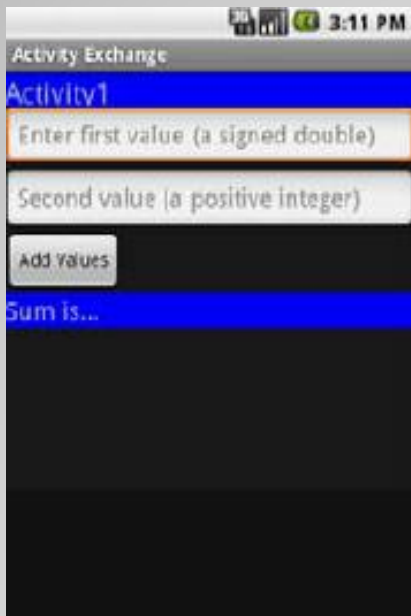 3:11 PM
Activity Exchange
Activity1
Enter first value (a signed double)
Second value (a positive integer)
Add Values
Sum is...